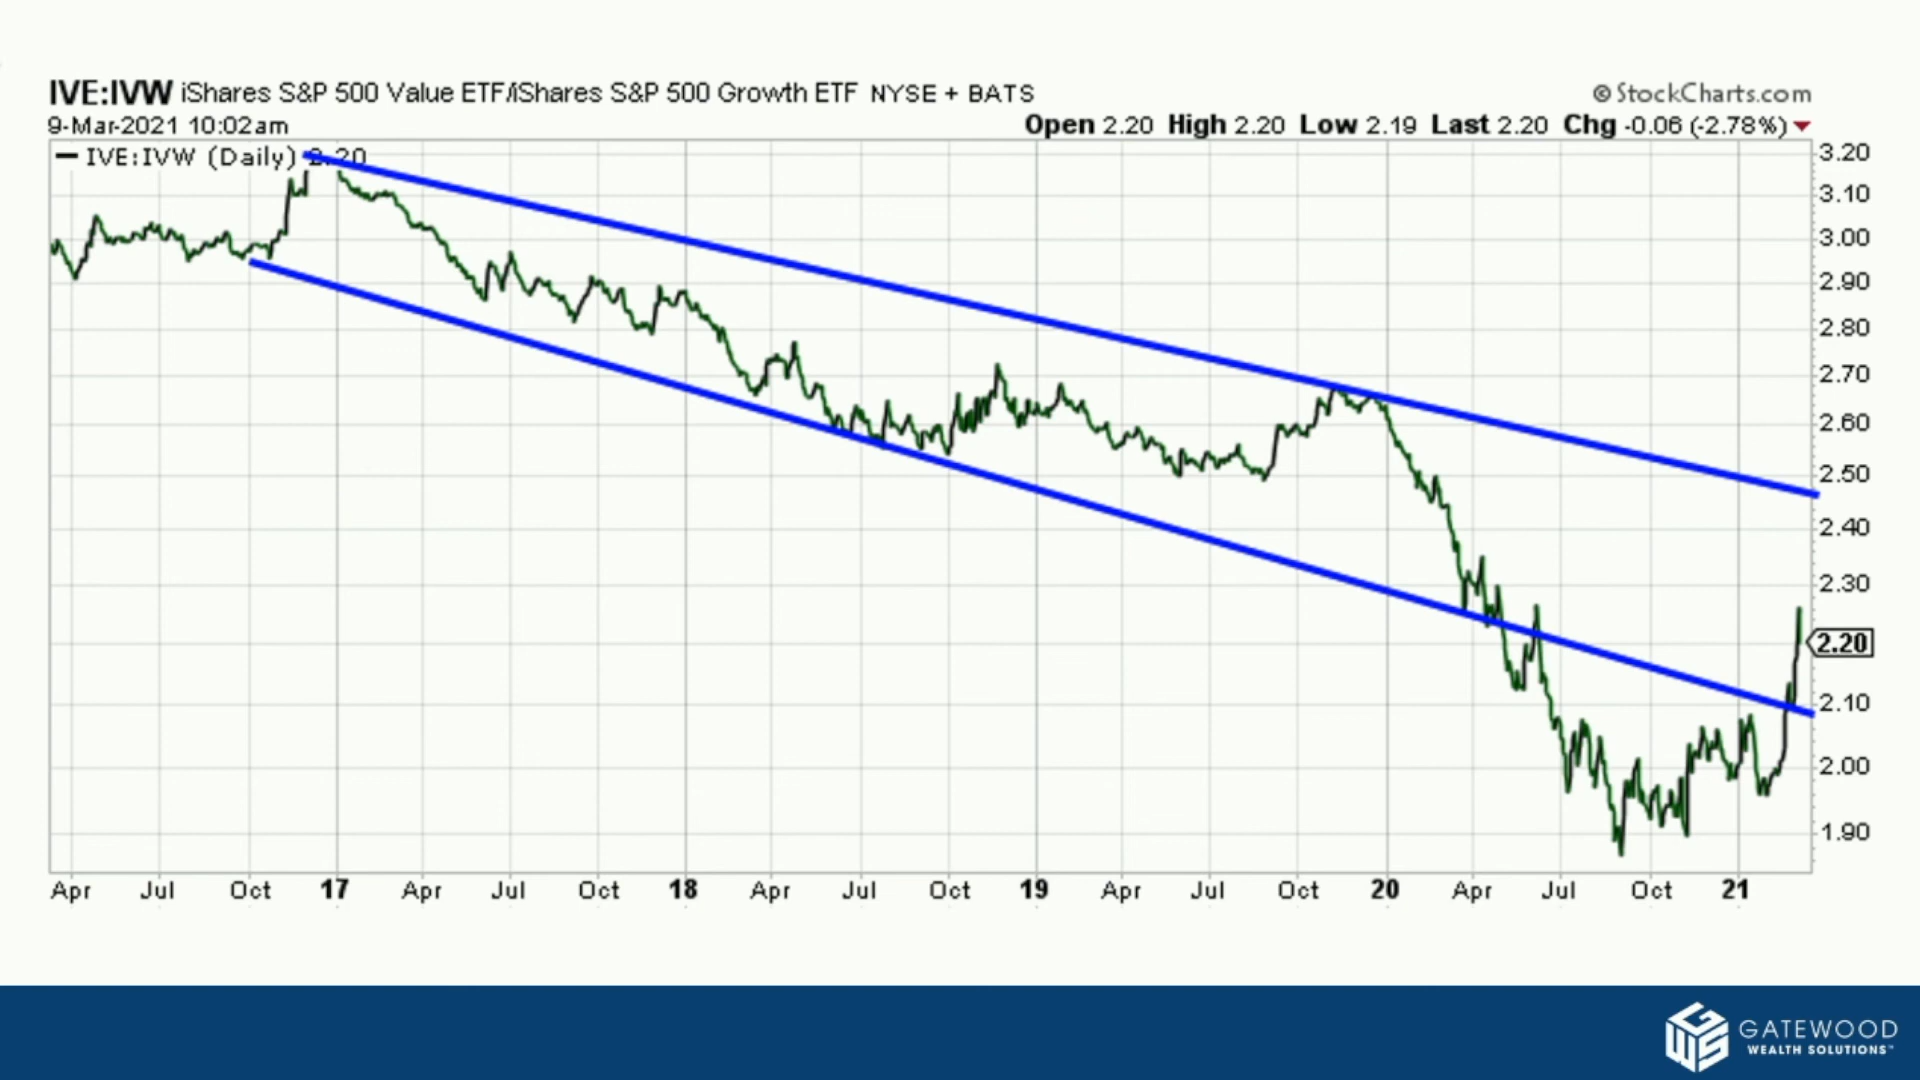 IVE:IVW iShares S&P 500 Value ETF/iShares S&P 500 Growth ETF NYSE + BATS
© StockCharts.com
9-Mar-2021 10:02am
Open 2.20 High 2.20 Low 2.19 Last 2.20 Chg -0.06 (-2.78%)
IVE:IVW (Daily) 2.20
3.20
3.10
3.00
2.90
2.80
2.70
2.60
2.50
2.40
2.30
2.20
2.10
2.00
1.90
Apr Jul Oct 17 Apr Jul Oct 18 Apr Jul Oct 19 Apr Jul Oct 20 Apr Jul Oct 21
GWS
GATEWOOD
WEALTH SOLUTIONS™